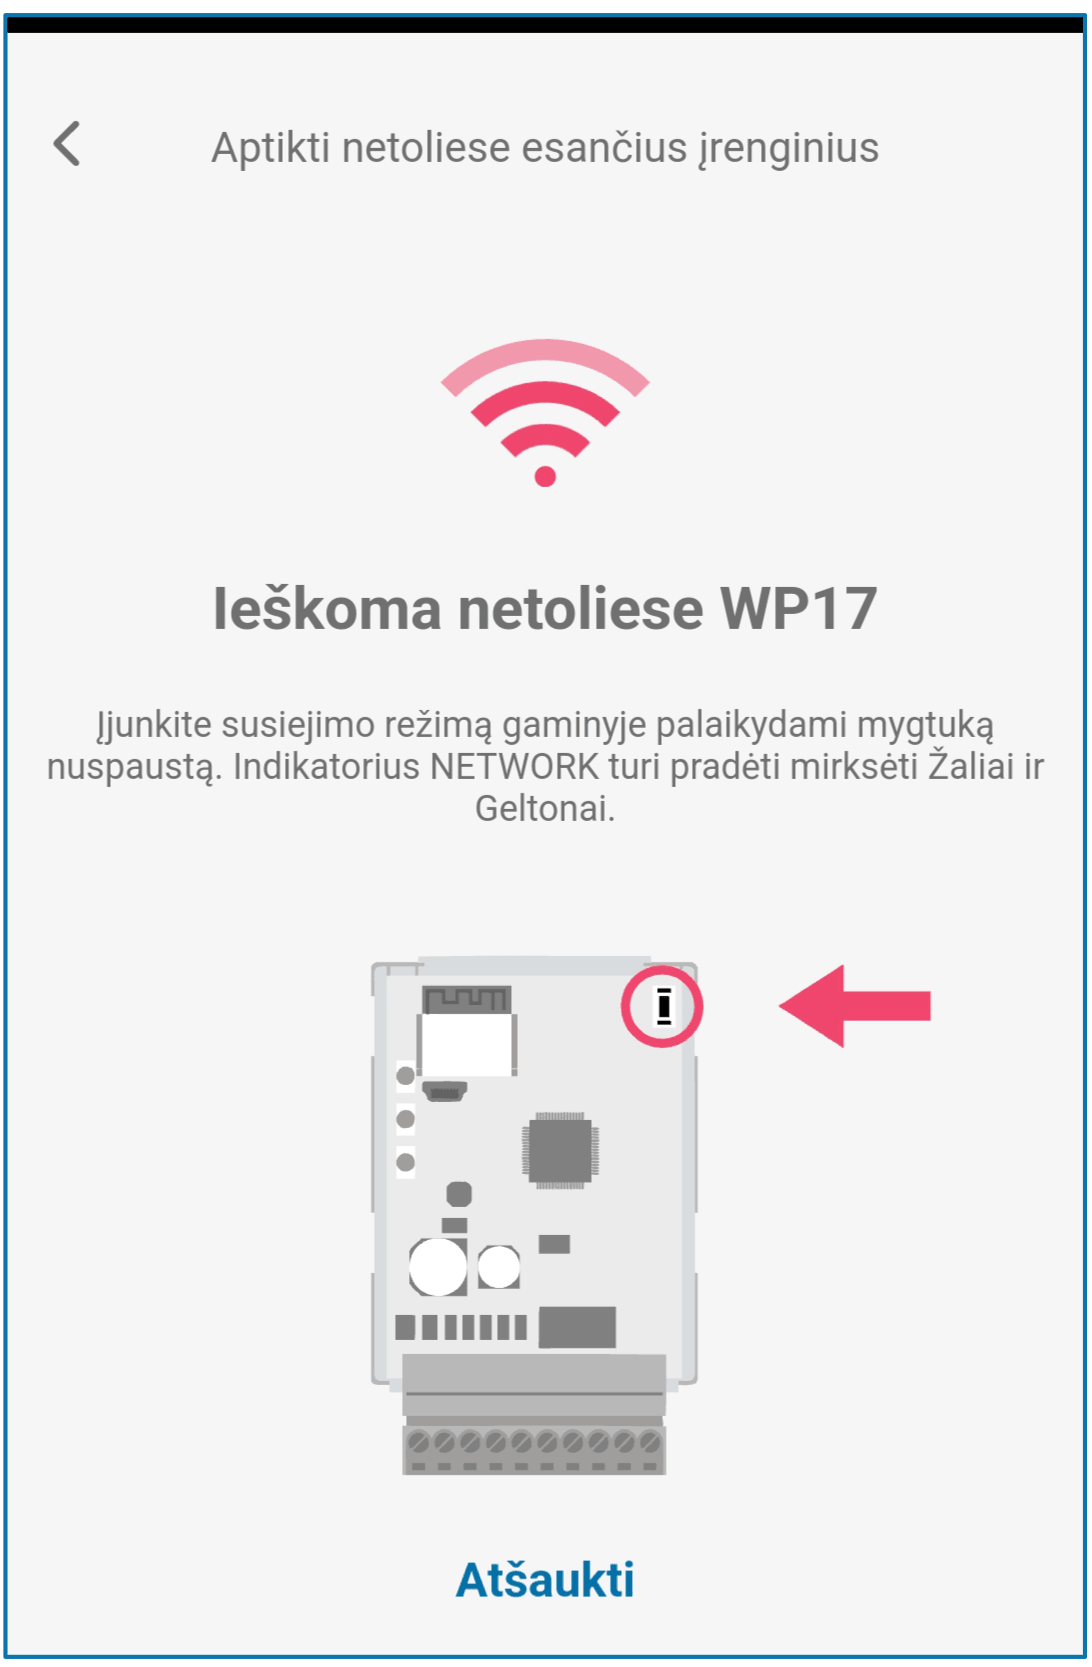 Aptikti netoliese esančius įrenginius
Ieškoma netoliese WP17
Įjunkite susiejimo režimą gaminyje palaikydami mygtuką
nuspaustą. Indikatorius NETWORK turi pradėti mirksėti Žaliai ir
Geltonai.
Atšaukti